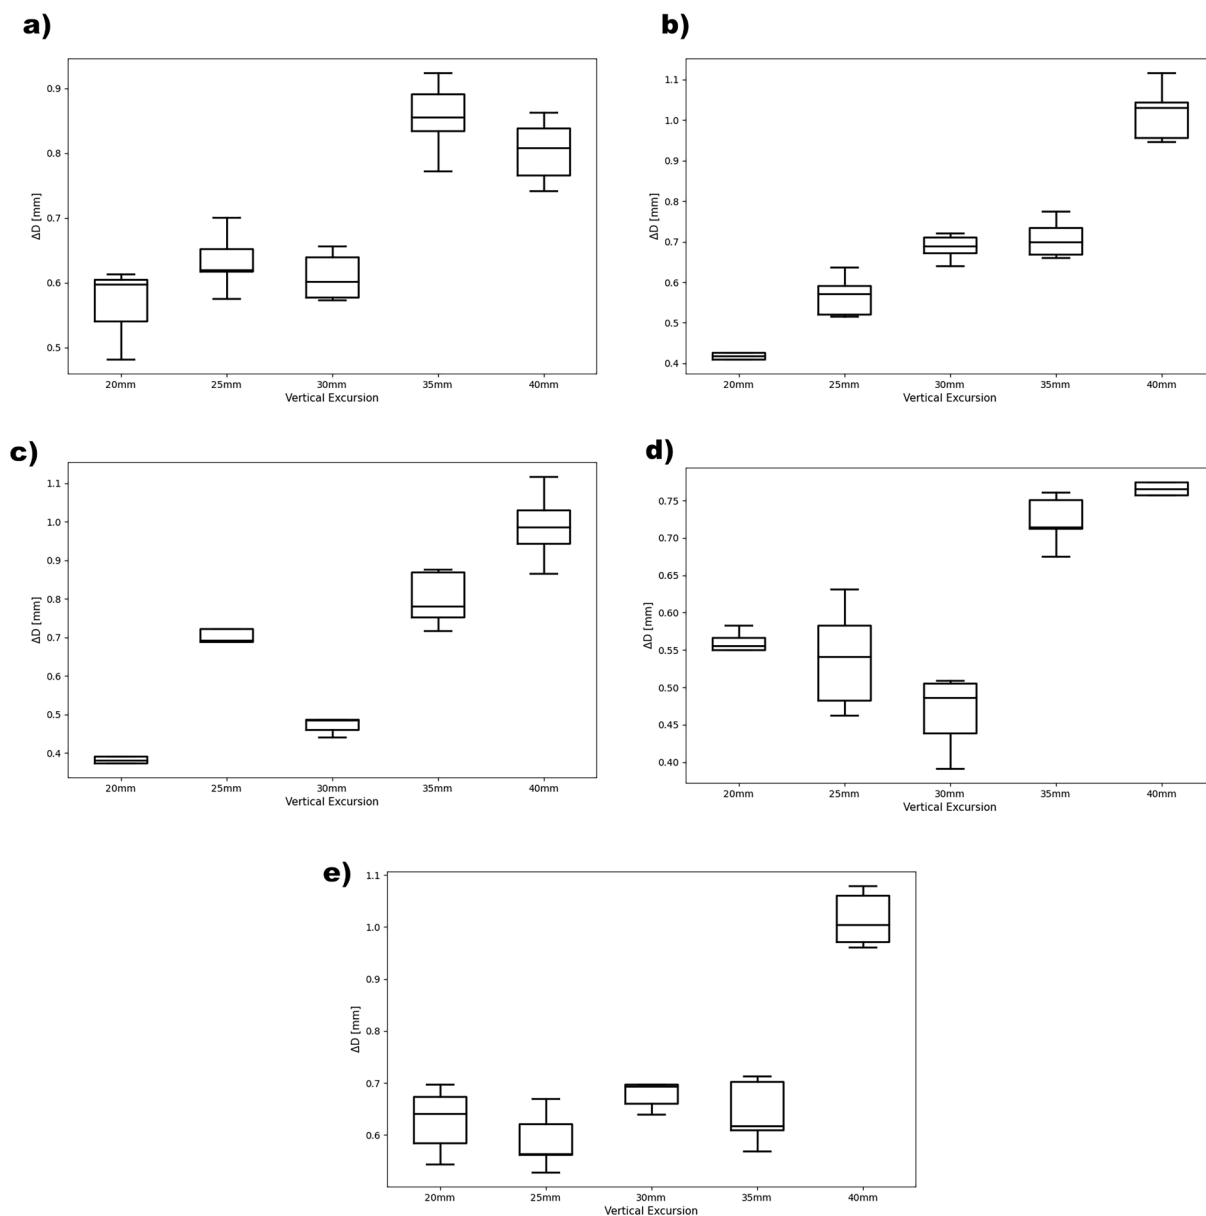 a)
0.9
0.8
0.7
0.6
0.5
ΔD [mm]
20mm 25mm 30mm 35mm 40mm
Vertical Excursion
b)
1.1
1.0
0.9
0.8
0.7
0.6
0.5
0.4
ΔD [mm]
20mm 25mm 30mm 35mm 40mm
Vertical Excursion
c)
1.1
1.0
0.9
0.8
0.7
0.6
0.5
0.4
ΔD [mm]
20mm 25mm 30mm 35mm 40mm
Vertical Excursion
d)
0.75
0.70
0.65
0.60
0.55
0.50
0.45
0.40
ΔD [mm]
20mm 25mm 30mm 35mm 40mm
Vertical Excursion
e)
1.1
1.0
0.9
0.8
0.7
0.6
ΔD [mm]
20mm 25mm 30mm 35mm 40mm
Vertical Excursion